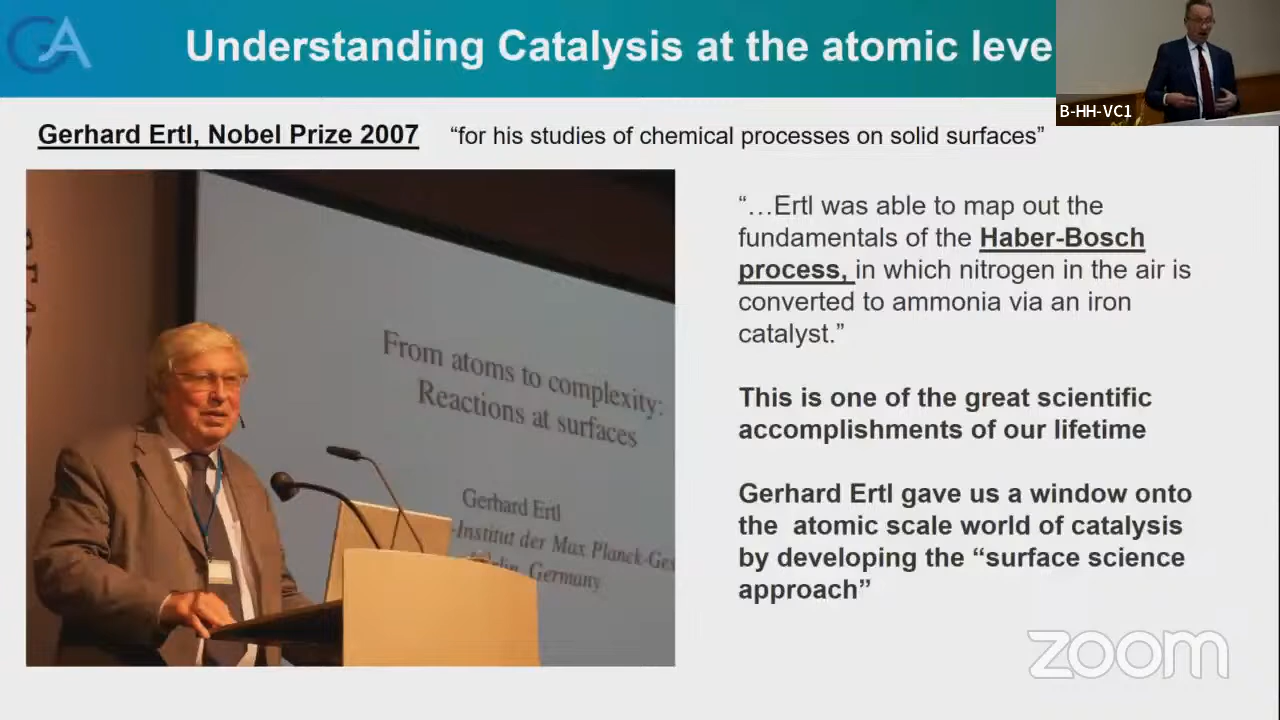 GA
Understanding Catalysis at the atomic leve
B-HH-VC1
Gerhard Ertl, Nobel Prize 2007
“for his studies of chemical processes on solid surfaces”
“…Ertl was able to map out the
fundamentals of the Haber-Bosch
process, in which nitrogen in the air is
converted to ammonia via an iron
catalyst.”
This is one of the great scientific
accomplishments of our lifetime
Gerhard Ertl gave us a window onto
the atomic scale world of catalysis
by developing the “surface science
approach”
From atoms to complexity:
Reactions at surfaces
Gerhard Ertl
-Institut der Max Planck-Ges
Germany
zoom